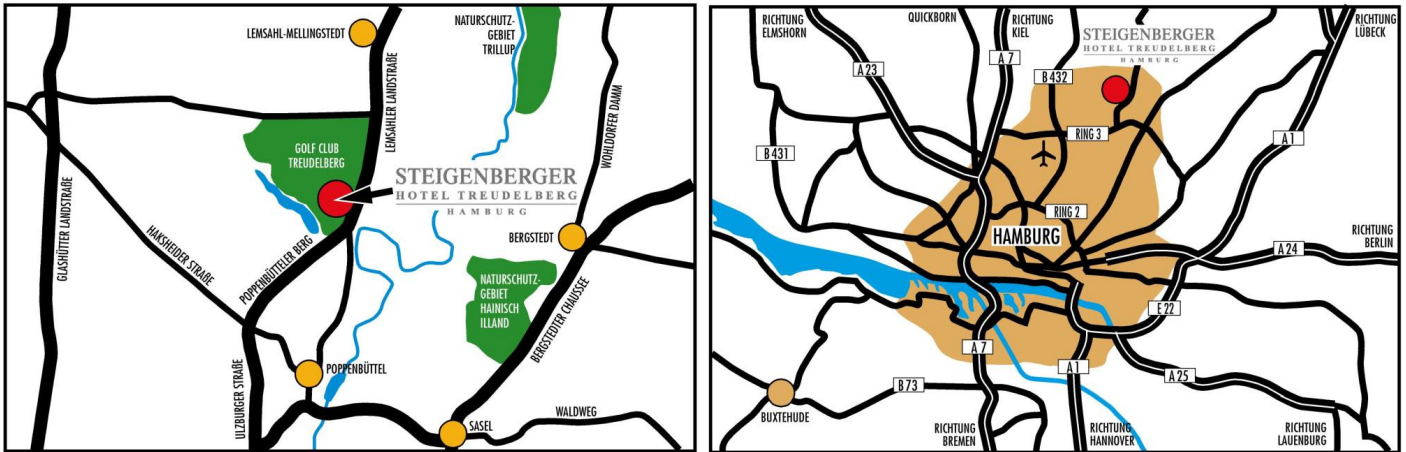 LEMSAHL-MELLINGSTEDT
NATURSCHUTZ-
GEBIET
TRILLUP
LEMSAHLER LANDSTRAßE
WOHLDORFER DAMM
GOLF CLUB
TREUDELBERG
STEIGENBERGER
HOTEL TREUDELBERG
HAMBURG
GLASHÜTTER LANDSTRAßE
HAKSHEIDER STRAßE
POPPENBÜTTELER BERG
BERGSTEDT
NATURSCHUTZ-
GEBIET
HAINISCH
ILLAND
BERGSTEDTER CHAUSSEE
POPPENBÜTTEL
ULZBURGER STRAßE
SASEL
WALDWEG
RICHTUNG
ELMSHORN
QUICKBORN
RICHTUNG
KIEL
STEIGENBERGER
HOTEL TREUDELBERG
HAMBURG
RICHTUNG
LÜBECK
A 23
A 7
B 432
RING 3
A 1
B 431
RING 2
HAMBURG
RICHTUNG
BERLIN
A 24
E 22
A 7
A 1
A 25
B 73
BUXTEHUDE
RICHTUNG
BREMEN
RICHTUNG
HANNOVER
RICHTUNG
LAUENBURG